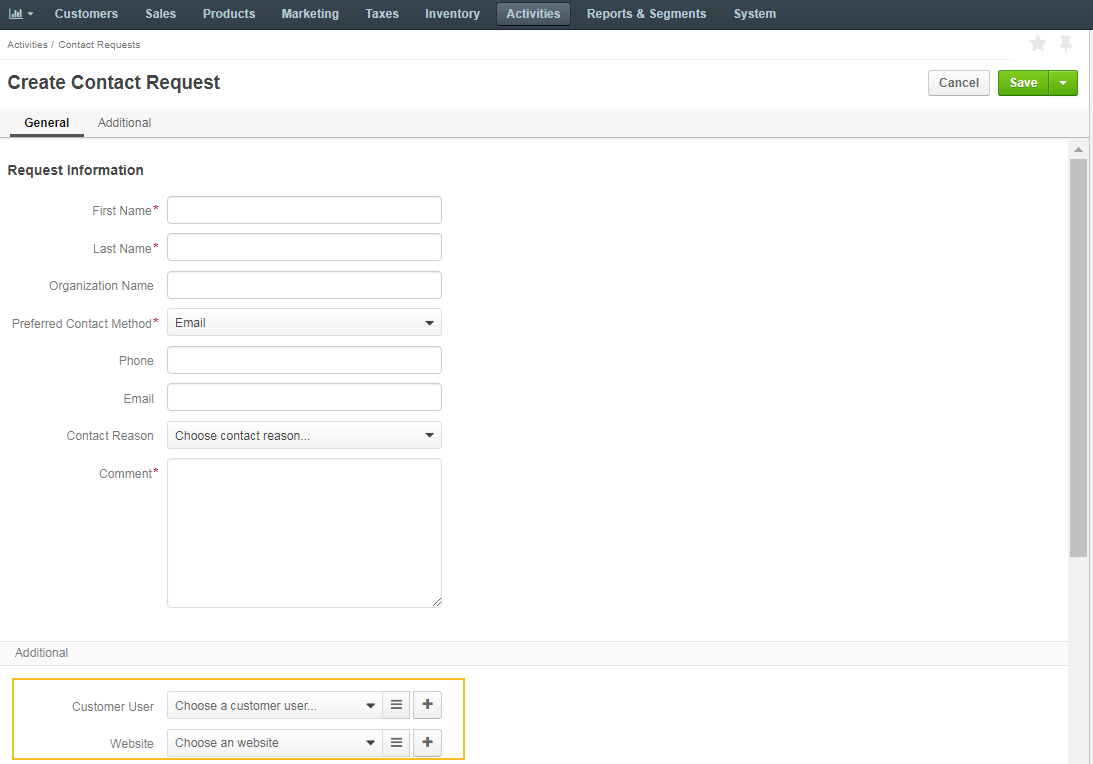 Customers Sales Products Marketing Taxes Inventory Activities Reports & Segments System
Activities / Contact Requests
Create Contact Request
Cancel Save
General Additional
Request Information
First Name*
Last Name*
Organization Name
Preferred Contact Method* Email
Phone
Email
Contact Reason Choose contact reason...
Comment*
Additional
Customer User Choose a customer user...
Website Choose an website